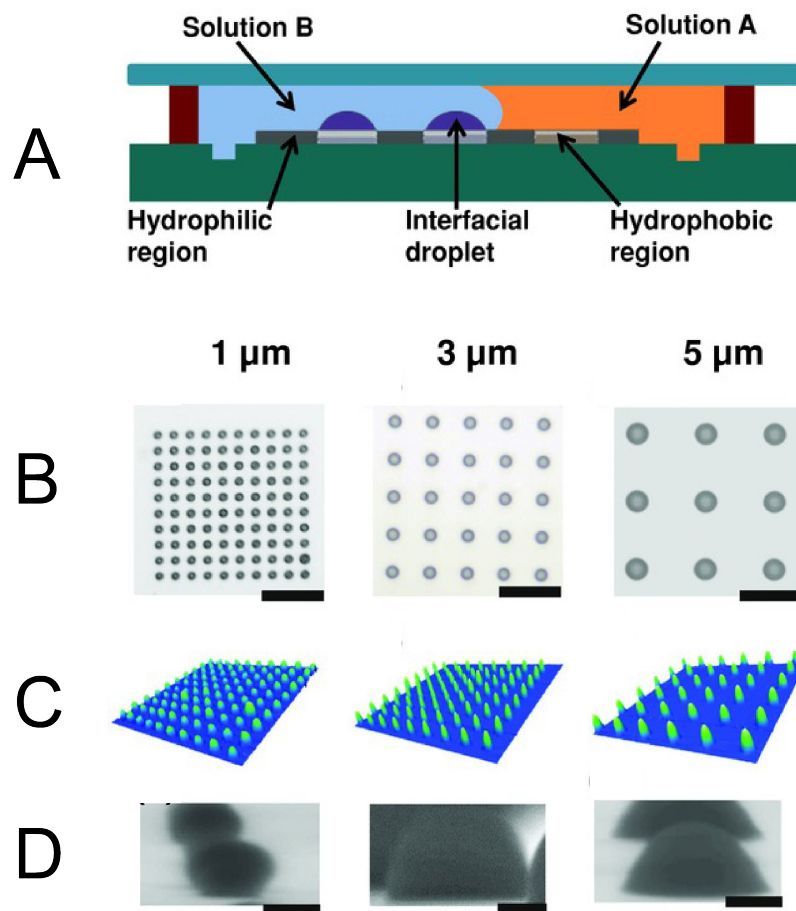 Solution B
Solution A
A
Hydrophilic
region
Interfacial
droplet
Hydrophobic
region
1 μm
3 μm
5 μm
B
C
D